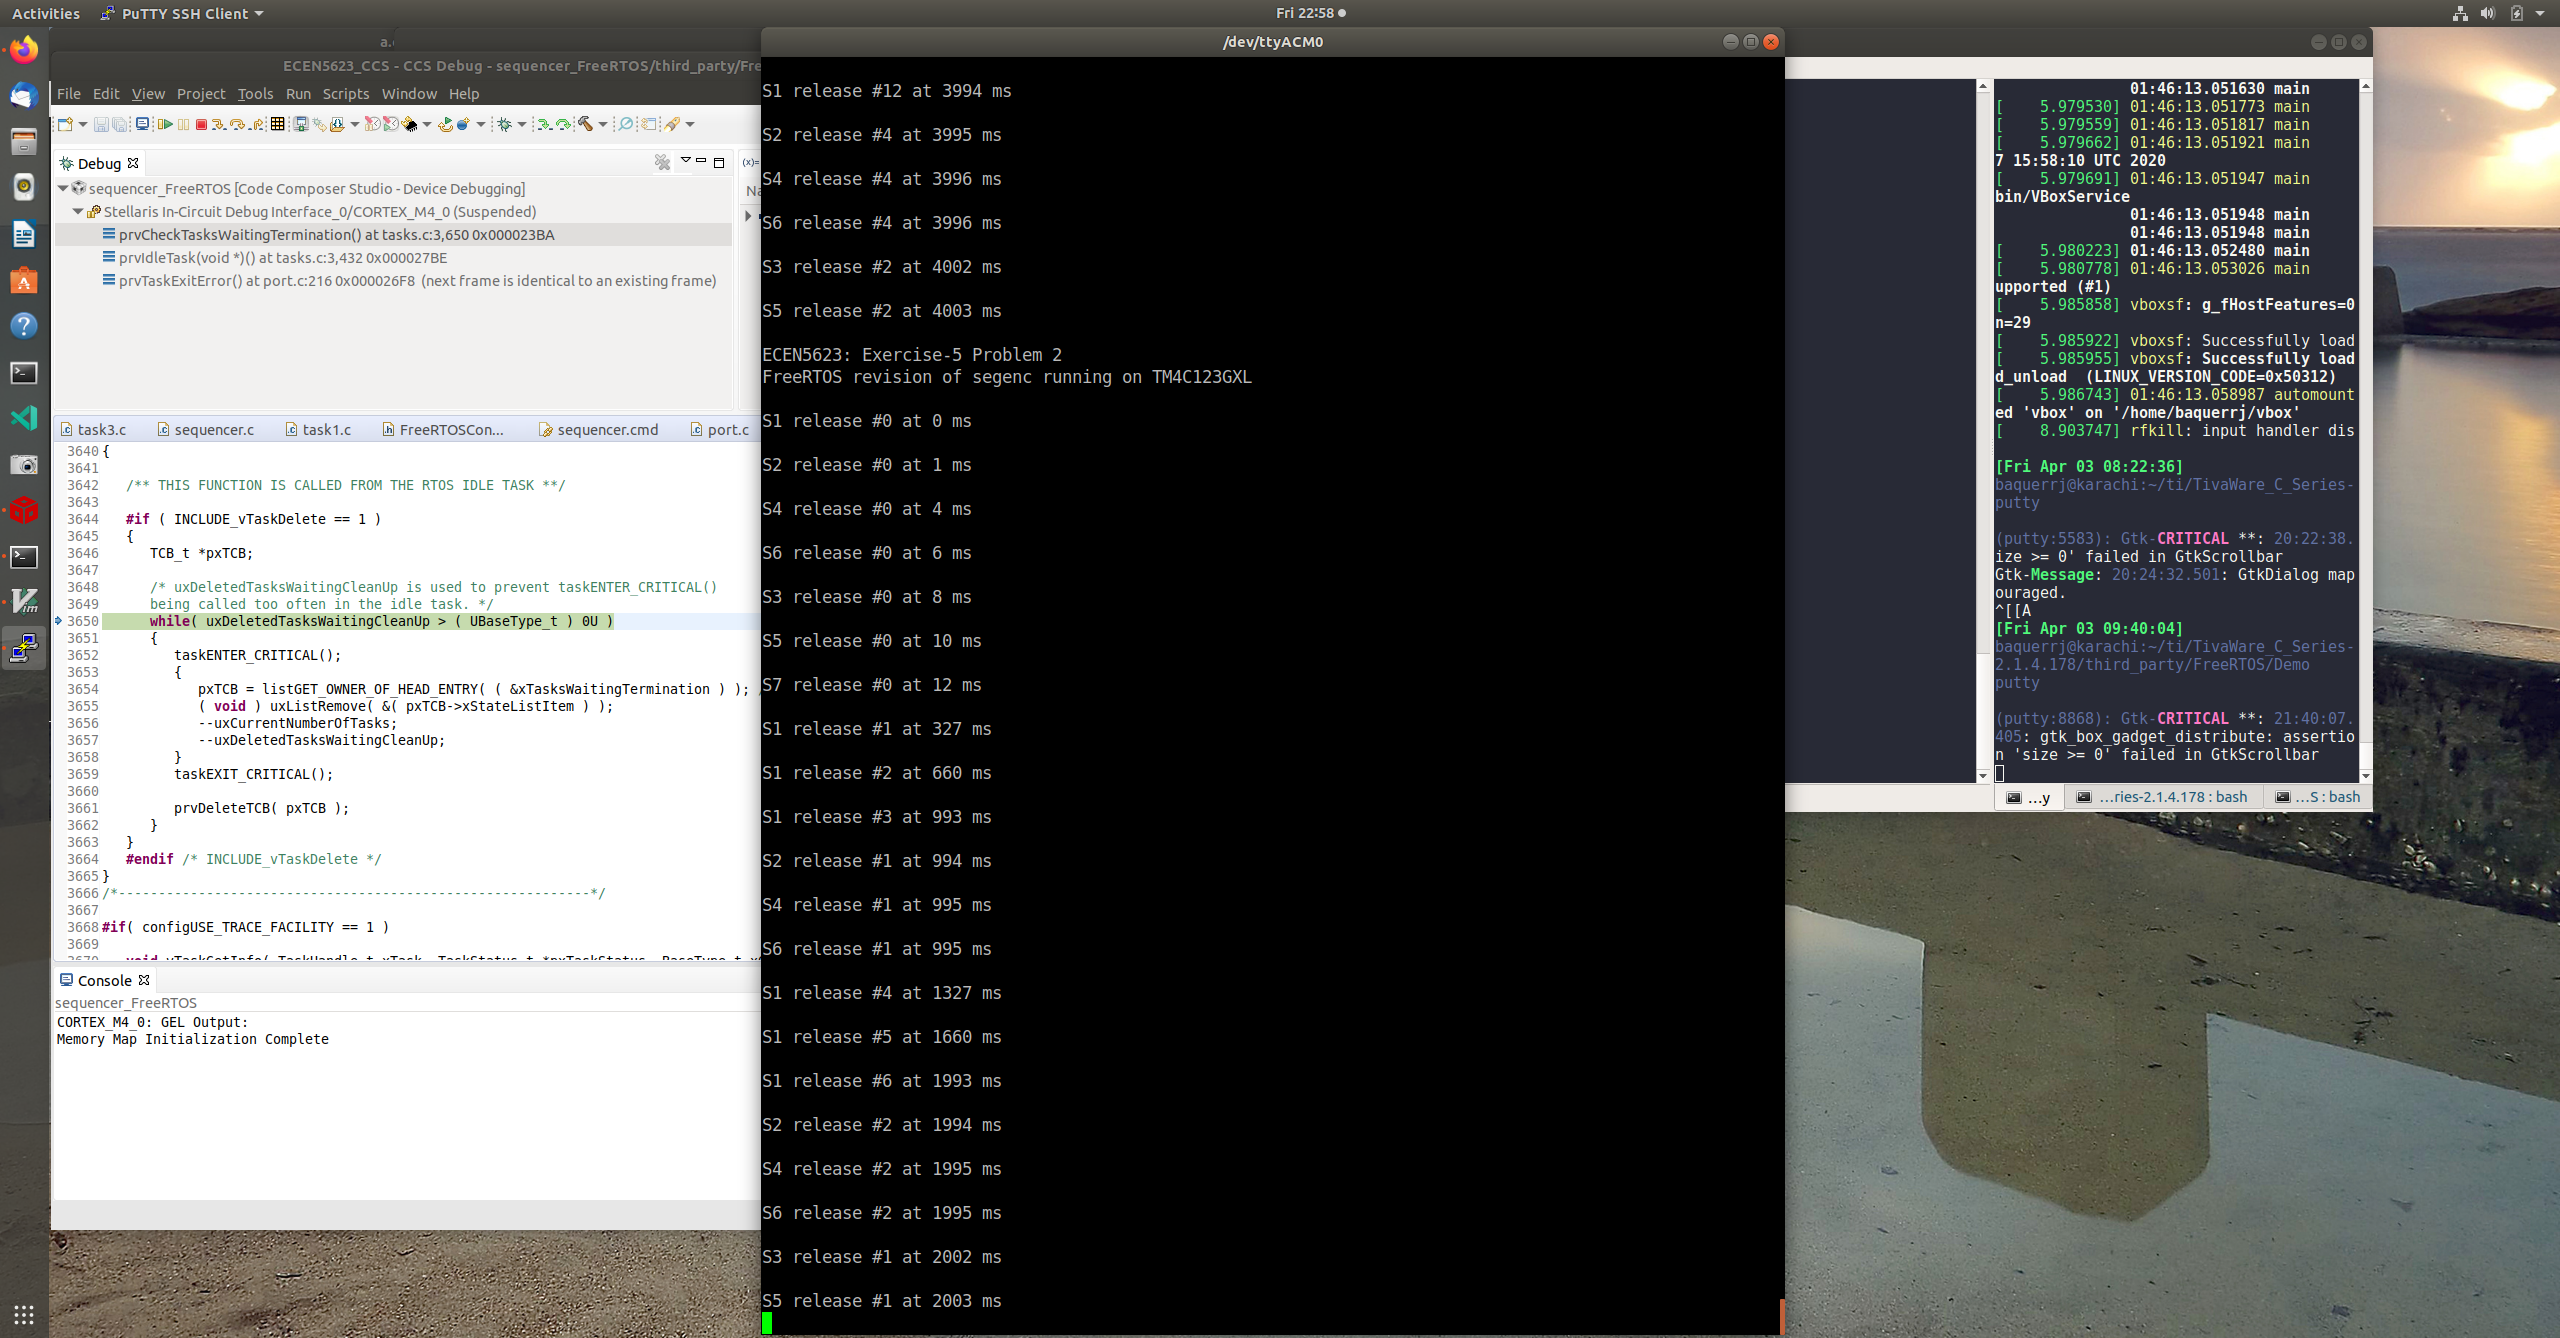 Activities
PuTTY SSH Client
Fri 22:58
ECEN5623_CCS - CCS Debug - sequencer_FreeRTOS/third_party/Fre
File Edit View Project Tools Run Scripts Window Help
Debug
sequencer_FreeRTOS [Code Composer Studio - Device Debugging]
Stellaris In-Circuit Debug Interface_0/CORTEX_M4_0 (Suspended)
prvCheckTasksWaitingTermination() at tasks.c:3,650 0x000023BA
prvIdleTask(void *)() at tasks.c:3,432 0x000027BE
prvTaskExitError() at port.c:216 0x000026F8 (next frame is identical to an existing frame)
(x)=
Na
task3.c sequencer.c task1.c FreeRTOSCon... sequencer.cmd port.c
3640 {
3641
3642 /** THIS FUNCTION IS CALLED FROM THE RTOS IDLE TASK **/
3643
3644 #if ( INCLUDE_vTaskDelete == 1 )
3645 {
3646 TCB_t *pxTCB;
3647
3648 /* uxDeletedTasksWaitingCleanUp is used to prevent taskENTER_CRITICAL()
3649 being called too often in the idle task. */
3650 while( uxDeletedTasksWaitingCleanUp > ( UBaseType_t ) 0U )
3651 {
3652 taskENTER_CRITICAL();
3653 {
3654 pxTCB = listGET_OWNER_OF_HEAD_ENTRY( ( &xTasksWaitingTermination ) ); /
3655 ( void ) uxListRemove( &( pxTCB->xStateListItem ) );
3656 --uxCurrentNumberOfTasks;
3657 --uxDeletedTasksWaitingCleanUp;
3658 }
3659 taskEXIT_CRITICAL();
3660
3661 prvDeleteTCB( pxTCB );
3662 }
3663 }
3664 #endif /* INCLUDE_vTaskDelete */
3665 }
3666 /*-----------------------------------------------------------*/
3667
3668 #if( configUSE_TRACE_FACILITY == 1 )
3669
Console
sequencer_FreeRTOS
CORTEX_M4_0: GEL Output:
Memory Map Initialization Complete
/dev/ttyACM0
S1 release #12 at 3994 ms
S2 release #4 at 3995 ms
S4 release #4 at 3996 ms
S6 release #4 at 3996 ms
S3 release #2 at 4002 ms
S5 release #2 at 4003 ms
ECEN5623: Exercise-5 Problem 2
FreeRTOS revision of segenc running on TM4C123GXL
S1 release #0 at 0 ms
S2 release #0 at 1 ms
S4 release #0 at 4 ms
S6 release #0 at 6 ms
S3 release #0 at 8 ms
S5 release #0 at 10 ms
S7 release #0 at 12 ms
S1 release #1 at 327 ms
S1 release #2 at 660 ms
S1 release #3 at 993 ms
S2 release #1 at 994 ms
S4 release #1 at 995 ms
S6 release #1 at 995 ms
S1 release #4 at 1327 ms
S1 release #5 at 1660 ms
S1 release #6 at 1993 ms
S2 release #2 at 1994 ms
S4 release #2 at 1995 ms
S6 release #2 at 1995 ms
S3 release #1 at 2002 ms
S5 release #1 at 2003 ms
01:46:13.051630 main
[ 5.979530] 01:46:13.051773 main
[ 5.979559] 01:46:13.051817 main
[ 5.979662] 01:46:13.051921 main
7 15:58:10 UTC 2020
[ 5.979691] 01:46:13.051947 main
bin/VBoxService
01:46:13.051948 main
01:46:13.051948 main
[ 5.980223] 01:46:13.052480 main
[ 5.980778] 01:46:13.053026 main
upported (#1)
[ 5.985858] vboxsf: g_fHostFeatures=0
n=29
[ 5.985922] vboxsf: Successfully load
[ 5.985955] vboxsf: Successfully load
d_unload (LINUX_VERSION_CODE=0x50312)
[ 5.986743] 01:46:13.058987 automount
ed 'vbox' on '/home/baquerrj/vbox'
[ 8.903747] rfkill: input handler dis
[Fri Apr 03 08:22:36]
baquerrj@karachi:~/ti/TivaWare_C_Series-
putty
(putty:5583): Gtk-CRITICAL **: 20:22:38.
ize >= 0' failed in GtkScrollbar
Gtk-Message: 20:24:32.501: GtkDialog map
ouraged.
^[[A
[Fri Apr 03 09:40:04]
baquerrj@karachi:~/ti/TivaWare_C_Series-
2.1.4.178/third_party/FreeRTOS/Demo
putty
(putty:8868): Gtk-CRITICAL **: 21:40:07.
405: gtk_box_gadget_distribute: assertio
n 'size >= 0' failed in GtkScrollbar
...y ...ries-2.1.4.178 : bash ...S : bash